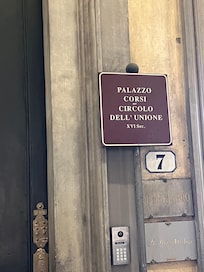 PALAZZO
CORSI
CIRCOLO
DELL' UNIONE
XVI Sec.
7